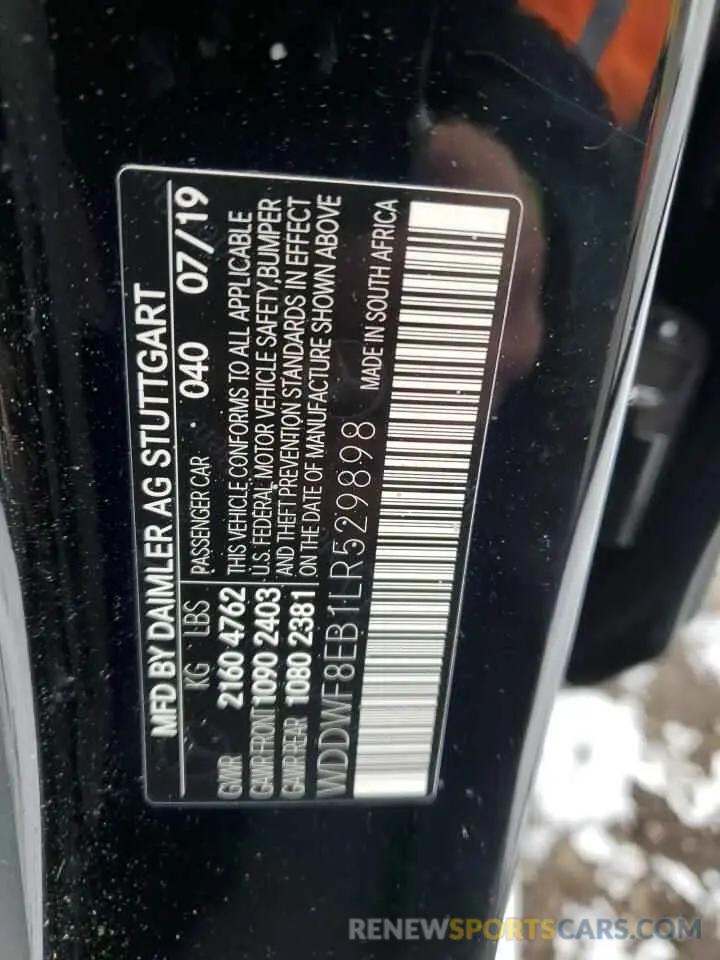 MFD BY DAIMLER AG STUTTGART
KG LBS PASSENGER CAR · 040 07/19
GVWR 2160 4762 THIS VEHICLE CONFORMS TO ALL APPLICABLE
GAWR FRONT 1090 2403 U.S. FEDERAL MOTOR VEHICLE SAFETY, BUMPER
GAWR REAR 1080 2381 AND THEFT PREVENTION STANDARDS IN EFFECT
ON THE DATE OF MANUFACTURE SHOWN ABOVE
WDDWF8EB1LR529898 MADE IN SOUTH AFRICA
RENEWSPORTSCARS.COM